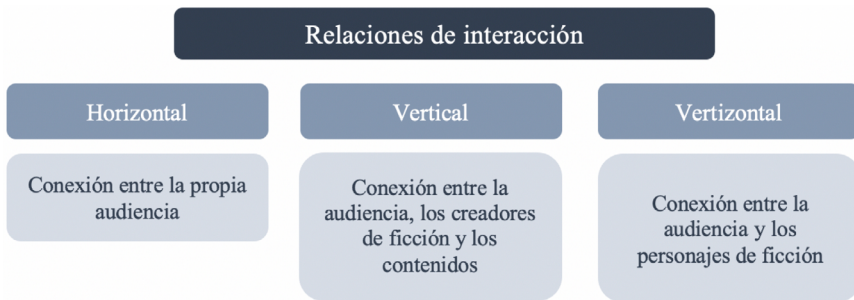 Relaciones de interacción
Horizontal
Conexión entre la propia
audiencia
Vertical
Conexión entre la
audiencia, los creadores
de ficción y los
contenidos
Vertizontal
Conexión entre la
audiencia y los
personajes de ficción